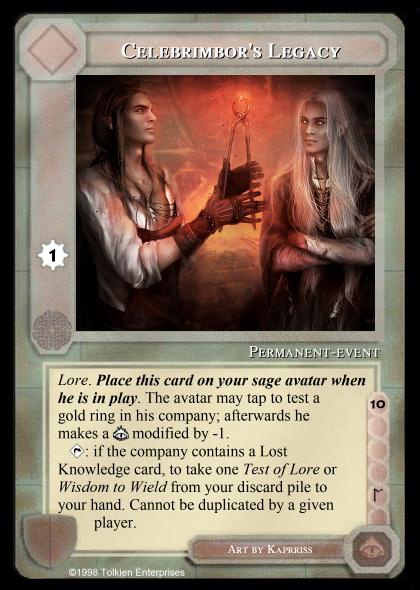 Celebrimbor's Legacy
1
Permanent-event
Lore. Place this card on your sage avatar when
he is in play. The avatar may tap to test a
gold ring in his company; afterwards he
makes a modified by -1.
: if the company contains a Lost
Knowledge card, to take one Test of Lore or
Wisdom to Wield from your discard pile to
your hand. Cannot be duplicated by a given
player.
10
Art by Kaprriss
©1998 Tolkien Enterprises